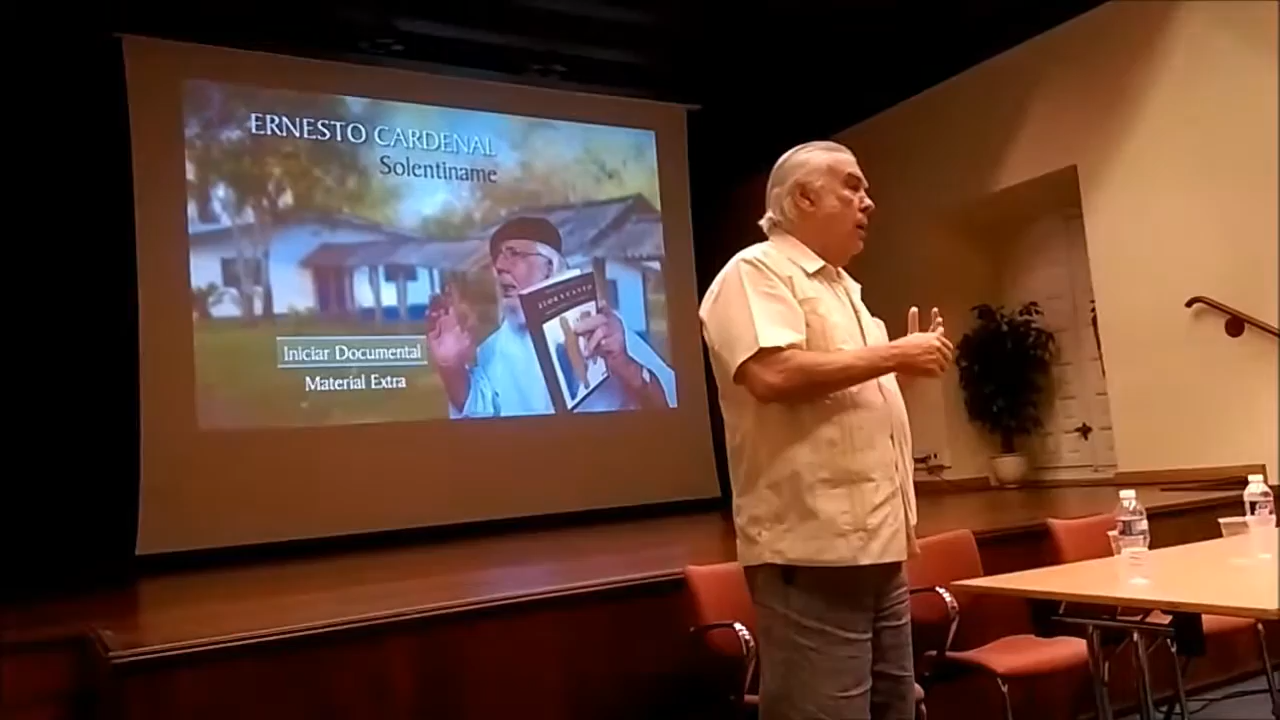 ERNESTO CARDENAL
Solentiname
Iniciar Documental
Material Extra